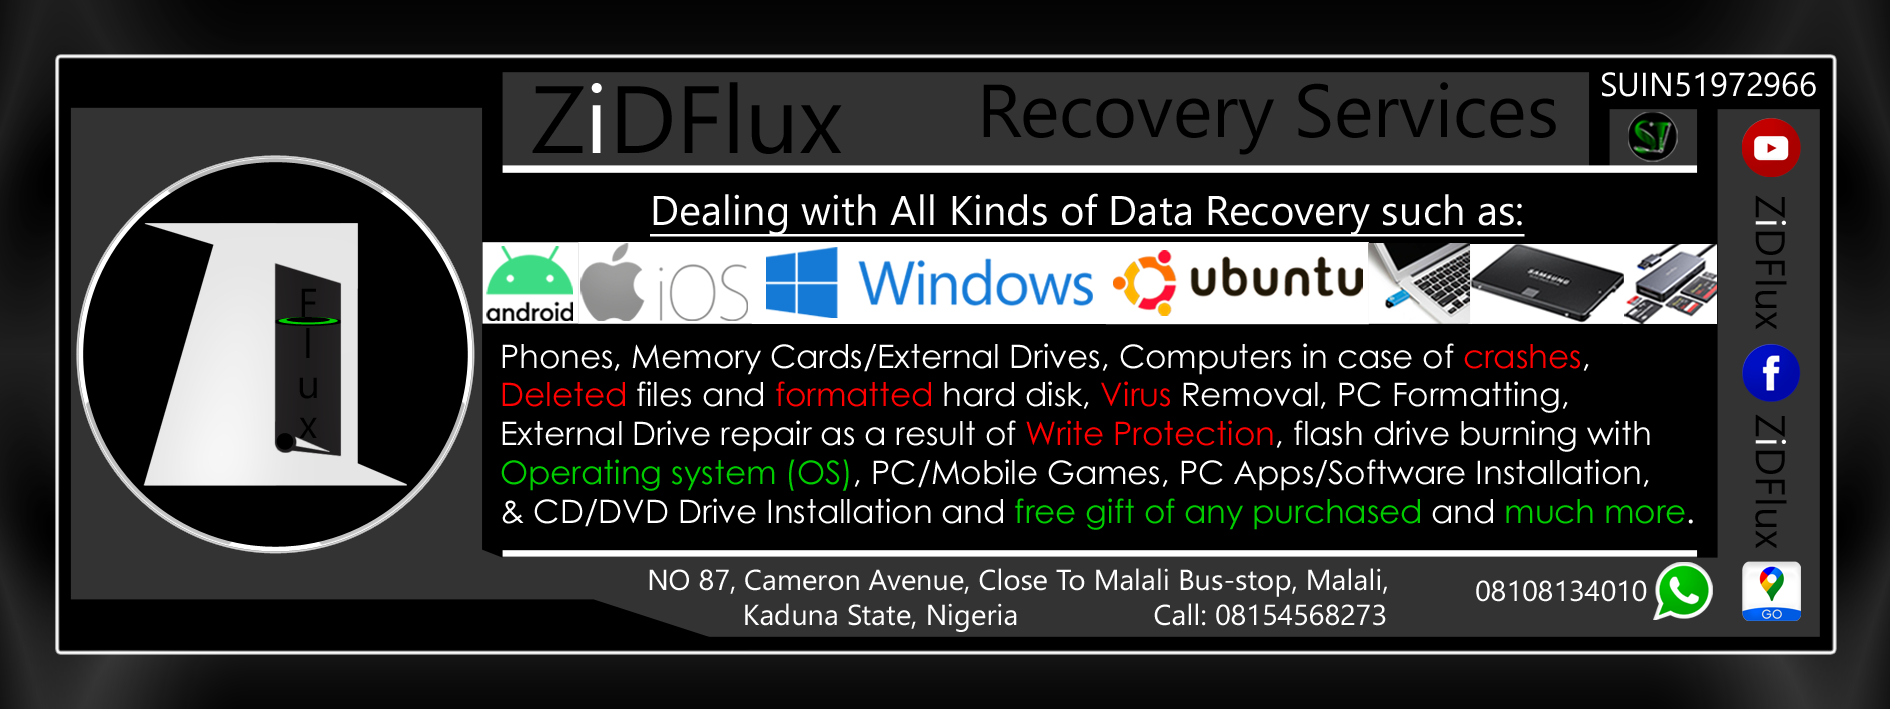 ZiDFlux Recovery Services
SUIN51972966
Dealing with All Kinds of Data Recovery such as:
android
iOS
Windows
ubuntu
SAMSUNG
Phones, Memory Cards/External Drives, Computers in case of crashes,
Deleted files and formatted hard disk, Virus Removal, PC Formatting,
External Drive repair as a result of Write Protection, flash drive burning with
Operating system (OS), PC/Mobile Games, PC Apps/Software Installation,
& CD/DVD Drive Installation and free gift of any purchased and much more.
NO 87, Cameron Avenue, Close To Malali Bus-stop, Malali,
Kaduna State, Nigeria Call: 08154568273
08108134010
Flux
ZiDFlux
ZiDFlux
GO